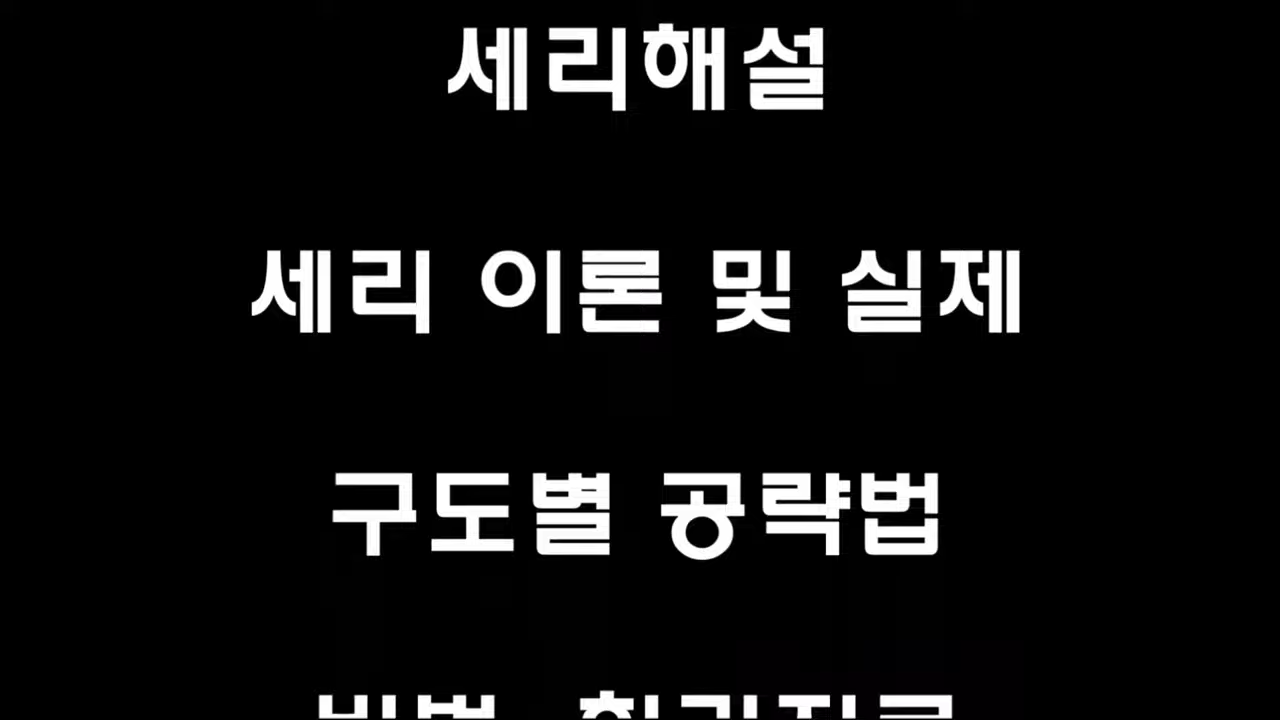 세리해설
세리 이론 및 실제
구도별 공략법